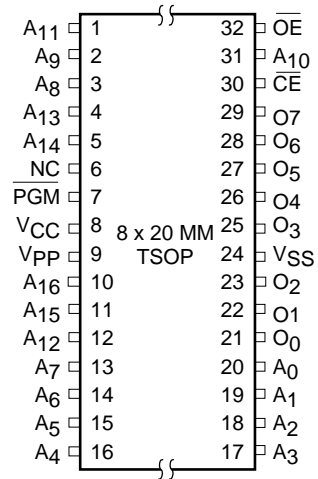 A11 1 32 O̅E̅
A9 2 31 A10
A8 3 30 C̅E̅
A13 4 29 O7
A14 5 28 O6
NC 6 27 O5
P̅G̅M̅ 7 26 O4
VCC 8 25 O3
8 x 20 MM
TSOP
VPP 9 24 VSS
A16 10 23 O2
A15 11 22 O1
A12 12 21 O0
A7 13 20 A0
A6 14 19 A1
A5 15 18 A2
A4 16 17 A3